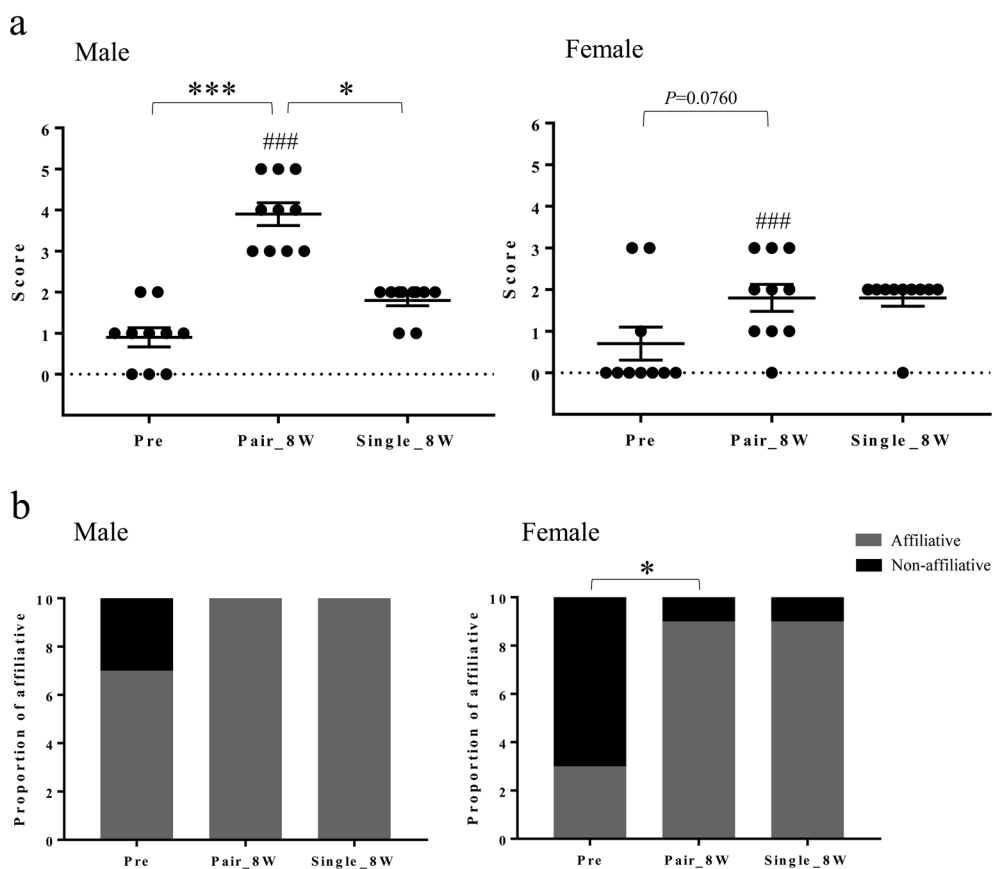 a
Male
*** *
###
6
5
4
3
2
1
0
Score
Pre Pair_8W Single_8W
Female
P=0.0760
###
6
5
4
3
2
1
0
Score
Pre Pair_8W Single_8W
b
Male
10
8
6
4
2
0
Proportion of affiliative
Pre Pair_8W Single_8W
Female
*
10
8
6
4
2
0
Proportion of affiliative
Pre Pair_8W Single_8W
Affiliative
Non-affiliative